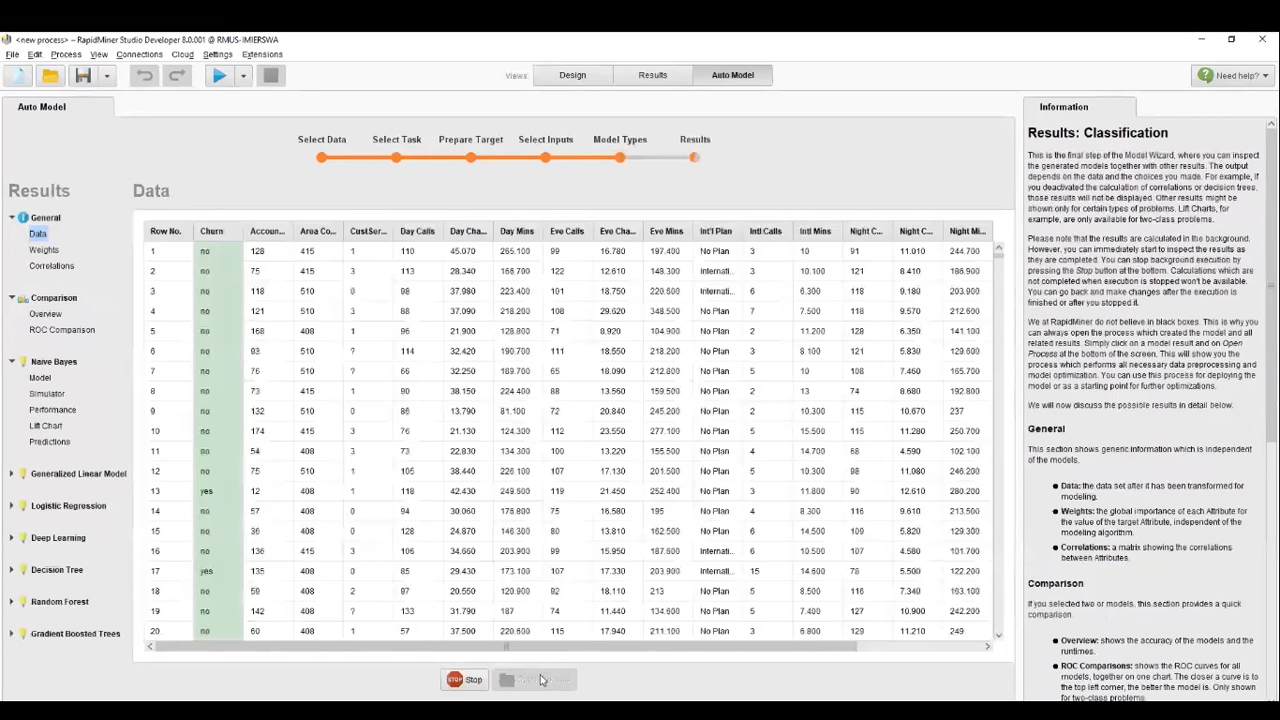 <new process> – RapidMiner Studio Developer 8.0.001 @ RMUS-IMIERSWA
File Edit Process View Connections Cloud Settings Extensions
Views: Design Results Auto Model Need help?
Auto Model Information
Select Data Select Task Prepare Target Select Inputs Model Types Results
Results
General
Data
Weights
Correlations
Comparison
Overview
ROC Comparison
Naive Bayes
Model
Simulator
Performance
Lift Chart
Predictions
Generalized Linear Model
Logistic Regression
Deep Learning
Decision Tree
Random Forest
Gradient Boosted Trees
Data
Row No. Churn Accoun... Area Co... CustSer... Day Calls Day Cha... Day Mins Eve Calls Eve Cha... Eve Mins Int'l Plan Intl Calls Intl Mins Night C... Night C... Night Mi...
1 no 128 415 1 110 45.070 265.100 99 16.780 197.400 No Plan 3 10 91 11.010 244.700
2 no 75 415 3 113 28.340 166.700 122 12.610 148.300 Internati... 3 10.100 121 8.410 186.900
3 no 118 510 0 98 37.980 223.400 101 18.750 220.600 Internati... 6 6.300 118 9.180 203.900
4 no 121 510 3 88 37.090 218.200 108 29.620 348.500 No Plan 7 7.500 118 9.570 212.600
5 no 168 408 1 96 21.900 128.800 71 8.920 104.900 No Plan 2 11.200 128 6.350 141.100
6 no 93 510 ? 114 32.420 190.700 111 18.550 218.200 No Plan 3 8.100 121 5.830 129.600
7 no 76 510 ? 66 32.250 189.700 65 18.090 212.800 No Plan 5 10 108 7.460 165.700
8 no 73 415 1 90 38.150 224.400 88 13.560 159.500 No Plan 2 13 74 8.680 192.800
9 no 132 510 0 86 13.790 81.100 72 20.840 245.200 No Plan 2 10.300 115 10.670 237
10 no 174 415 3 76 21.130 124.300 112 23.550 277.100 No Plan 5 15.500 115 11.280 250.700
11 no 54 408 3 73 22.830 134.300 100 13.220 155.500 No Plan 4 14.700 68 4.590 102.100
12 no 75 510 1 105 38.440 226.100 107 17.130 201.500 No Plan 5 10.300 98 11.080 246.200
13 yes 12 408 1 118 42.430 249.600 119 21.450 252.400 No Plan 3 11.800 90 12.610 280.200
14 no 57 408 0 94 30.060 176.800 75 16.580 195 No Plan 4 8.300 116 9.610 213.500
15 no 36 408 0 128 24.870 146.300 80 13.810 162.500 No Plan 6 14.500 109 5.820 129.300
16 no 136 415 3 106 34.660 203.900 99 15.950 187.600 Internati... 6 10.500 107 4.580 101.700
17 yes 135 408 0 85 29.430 173.100 107 17.330 203.900 Internati... 15 14.600 78 5.500 122.200
18 no 59 408 2 97 20.550 120.900 92 18.110 213 No Plan 5 8.500 116 7.340 163.100
19 no 142 408 ? 133 31.790 187 74 11.440 134.600 No Plan 5 7.400 127 10.900 242.200
20 no 60 408 1 57 37.500 220.600 115 17.940 211.100 No Plan 3 6.800 129 11.210 249
STOP Stop
Results: Classification
This is the final step of the Model Wizard, where you can inspect
the generated models together with other results. The output
depends on the data and the choices you made. For example, if
you deactivated the calculation of correlations or decision trees,
those results will not be displayed. Other results might be
shown only for certain types of problems. Lift Charts, for
example, are only available for two-class problems.
Please note that the results are calculated in the background.
However, you can immediately start to inspect the results as
they are completed. You can stop background execution by
pressing the Stop button at the bottom. Calculations which are
not completed when execution is stopped won't be available.
You can go back and make changes after the execution is
finished or after you stopped it.
We at RapidMiner do not believe in black boxes. This is why you
can always open the process which created the model and all
related results. Simply click on a model result and on Open
Process at the bottom of the screen. This will show you the
process which performs all necessary data preprocessing and
model optimization. You can use this process for deploying the
model or as a starting point for further optimizations.
We will now discuss the possible results in detail below.
General
This section shows generic information which is independent
of the models.
Data: the data set after it has been transformed for
modeling.
Weights: the global importance of each Attribute for
the value of the target Attribute, independent of the
modeling algorithm.
Correlations: a matrix showing the correlations
between Attributes.
Comparison
If you selected two or models, this section provides a quick
comparison.
Overview: shows the accuracy of the models and the
runtimes.
ROC Comparisons: shows the ROC curves for all
models, together on one chart. The closer a curve is to
the top left corner, the better the model is. Only shown
for two-class problems.